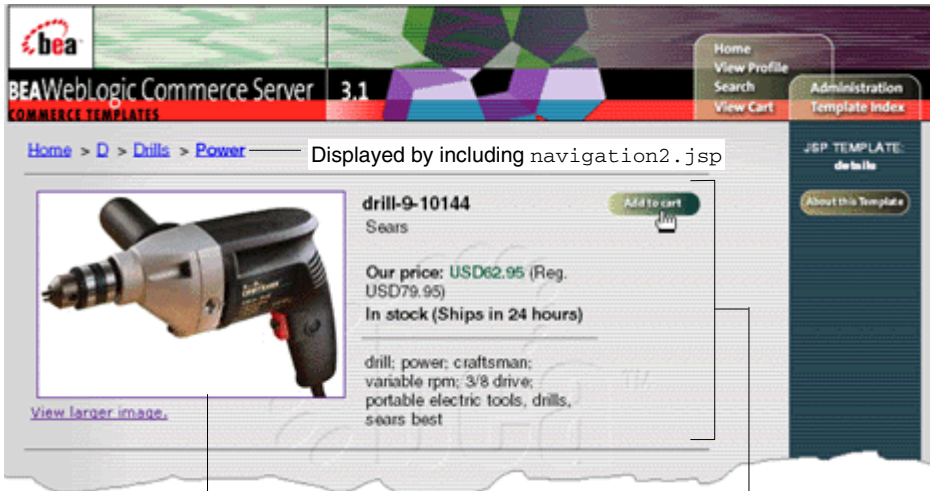 bea
Home
View Profile
BEAWebLogic Commerce Server 3.1
Search
Administration
COMMERCE TEMPLATES
View Cart
Template Index
Home > D > Drills > Power
Displayed by including navigation2.jsp
JSP TEMPLATE:
details
drill-9-10144
Add to cart
About this Template
Sears
Our price: USD62.95 (Reg.
USD79.95)
In stock (Ships in 24 hours)
drill; power; craftsman;
variable rpm; 3/8 drive;
portable electric tools, drills,
sears best
View larger image.
bea
TM